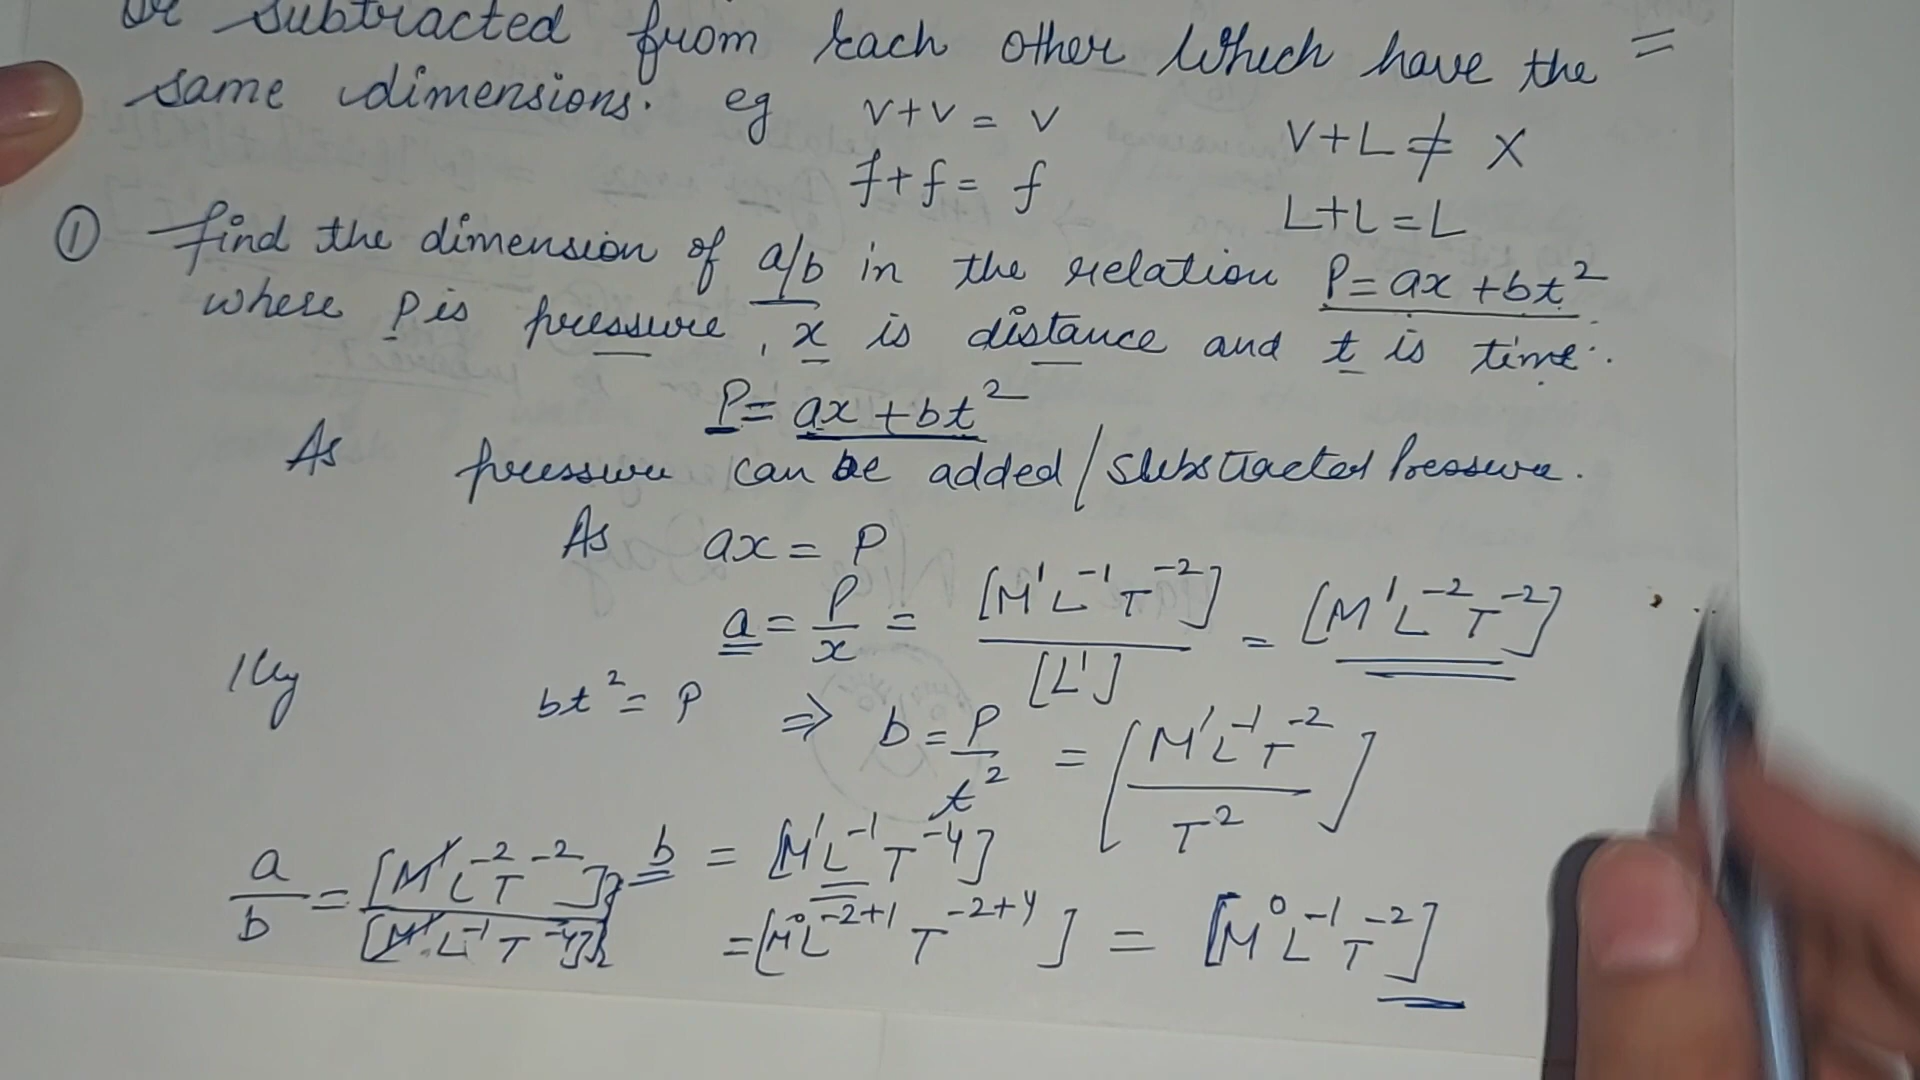 or subtracted from each other which have the =
same dimensions. eg V+V = V V+L ≠ X
f+f = f L+L = L
① find the dimension of a/b in the relation P=ax+bt²
where P is pressure, x is distance and t is time.
P=ax+bt²
As pressure can be added/substracted Pressure.
As ax = P
a = P/x = [M¹L⁻¹T⁻²]/[L¹] = [M¹L⁻²T⁻²]
lly bt² = P ⇒ b = P/t² = [M¹L⁻¹T⁻²/T²]
b = [M¹L⁻¹T⁻⁴]
a/b = [M¹L⁻²T⁻²]/[M¹L⁻¹T⁻⁴] = [M⁰L⁻²⁺¹T⁻²⁺⁴] = [M⁰L⁻¹T⁻²]